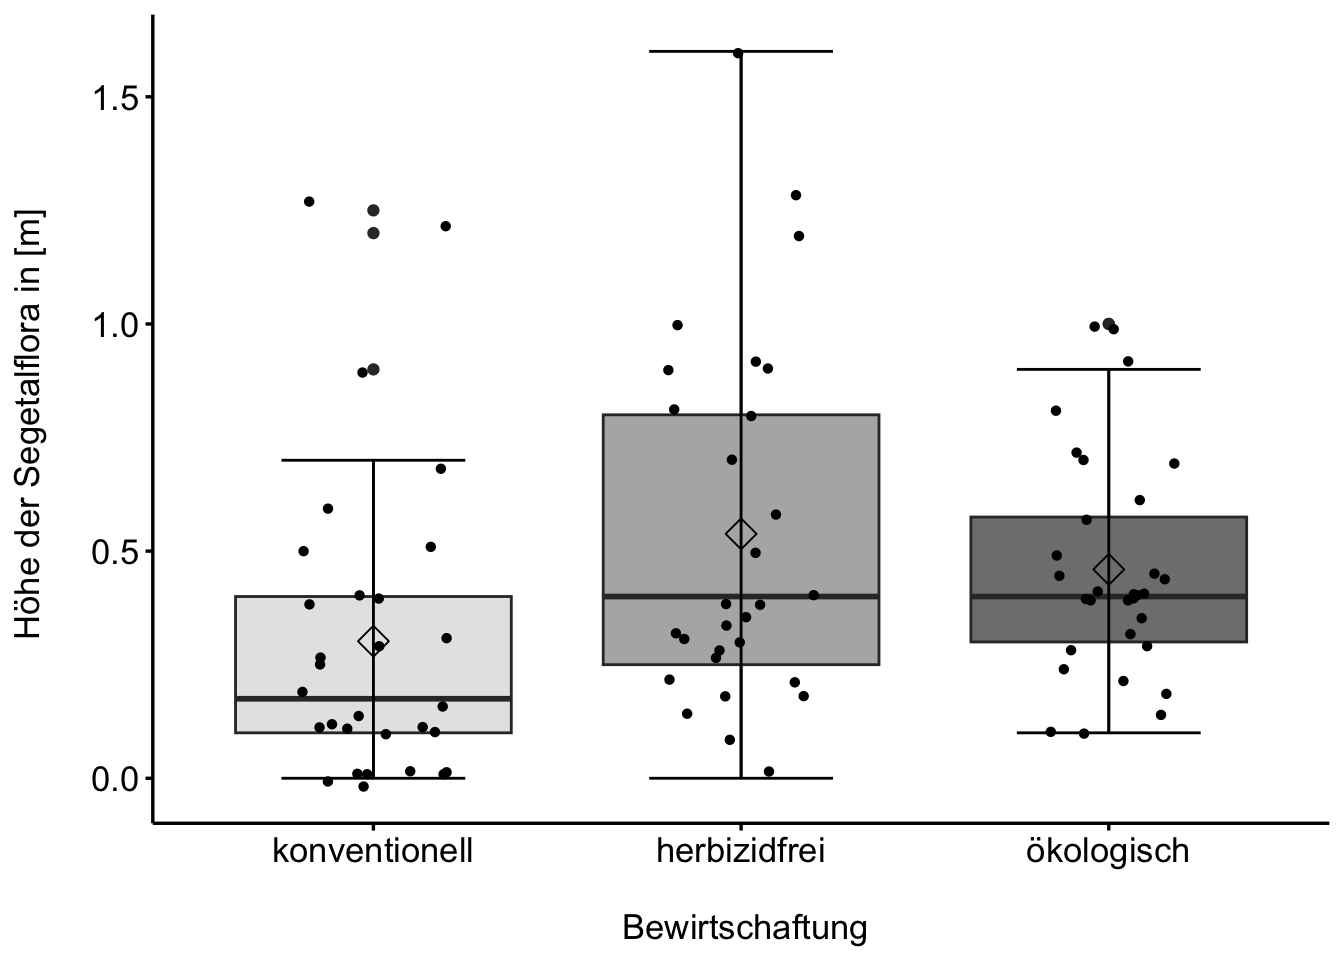 Höhe der Segetalflora in [m]
1.5
1.0
0.5
0.0
konventionell herbizidfrei ökologisch
Bewirtschaftung